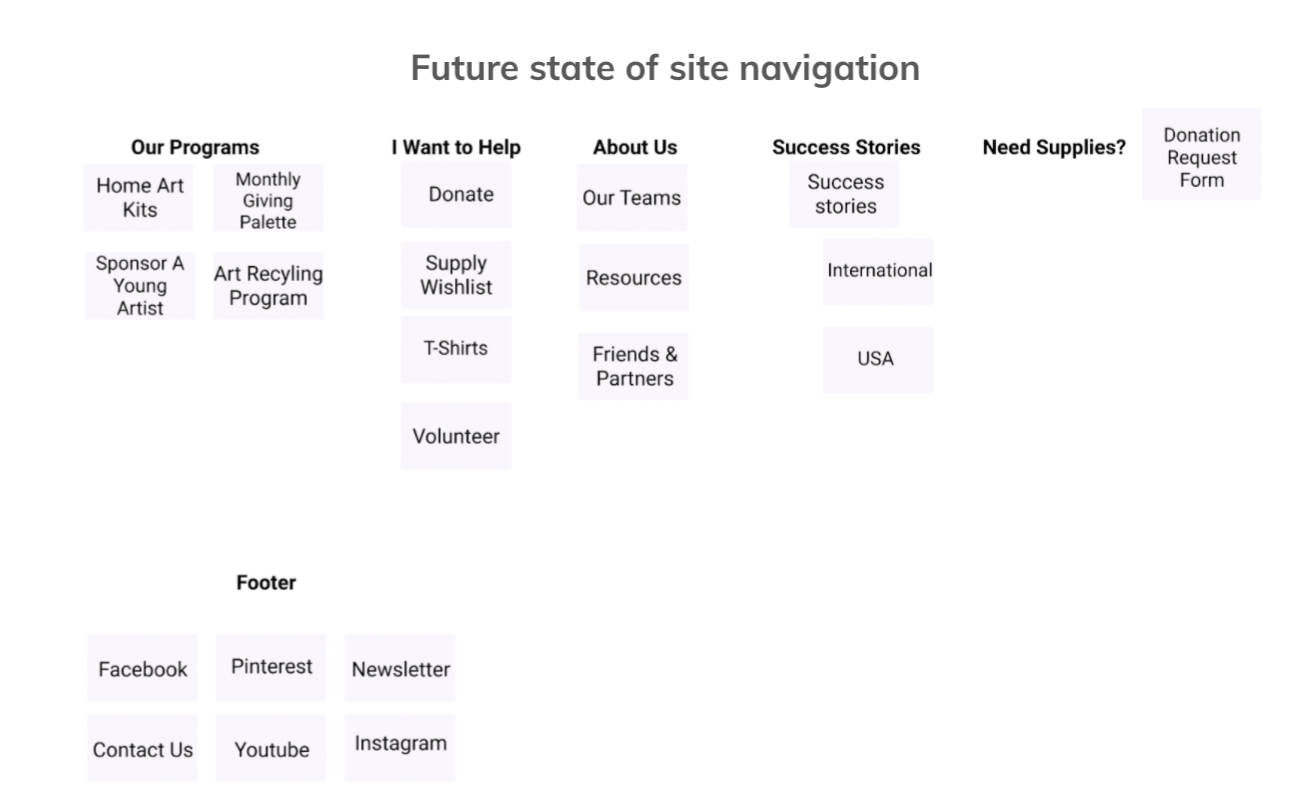 Future state of site navigation
Our Programs
Home Art
Kits
Monthly
Giving
Palette
Sponsor A
Young
Artist
Art Recyling
Program
I Want to Help
Donate
Supply
Wishlist
T-Shirts
Volunteer
About Us
Our Teams
Resources
Friends &
Partners
Success Stories
Success
stories
International
USA
Need Supplies?
Donation
Request
Form
Footer
Facebook
Pinterest
Newsletter
Contact Us
Youtube
Instagram